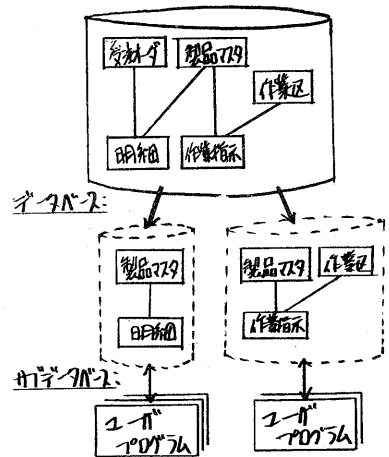 受注オーダ 製品マスタ
作業区
明細 作業指示
データベース:
製品マスタ
製品マスタ 作業区
明細
作業指示
サブデータベース:
ユーザ
プログラム
ユーザ
プログラム